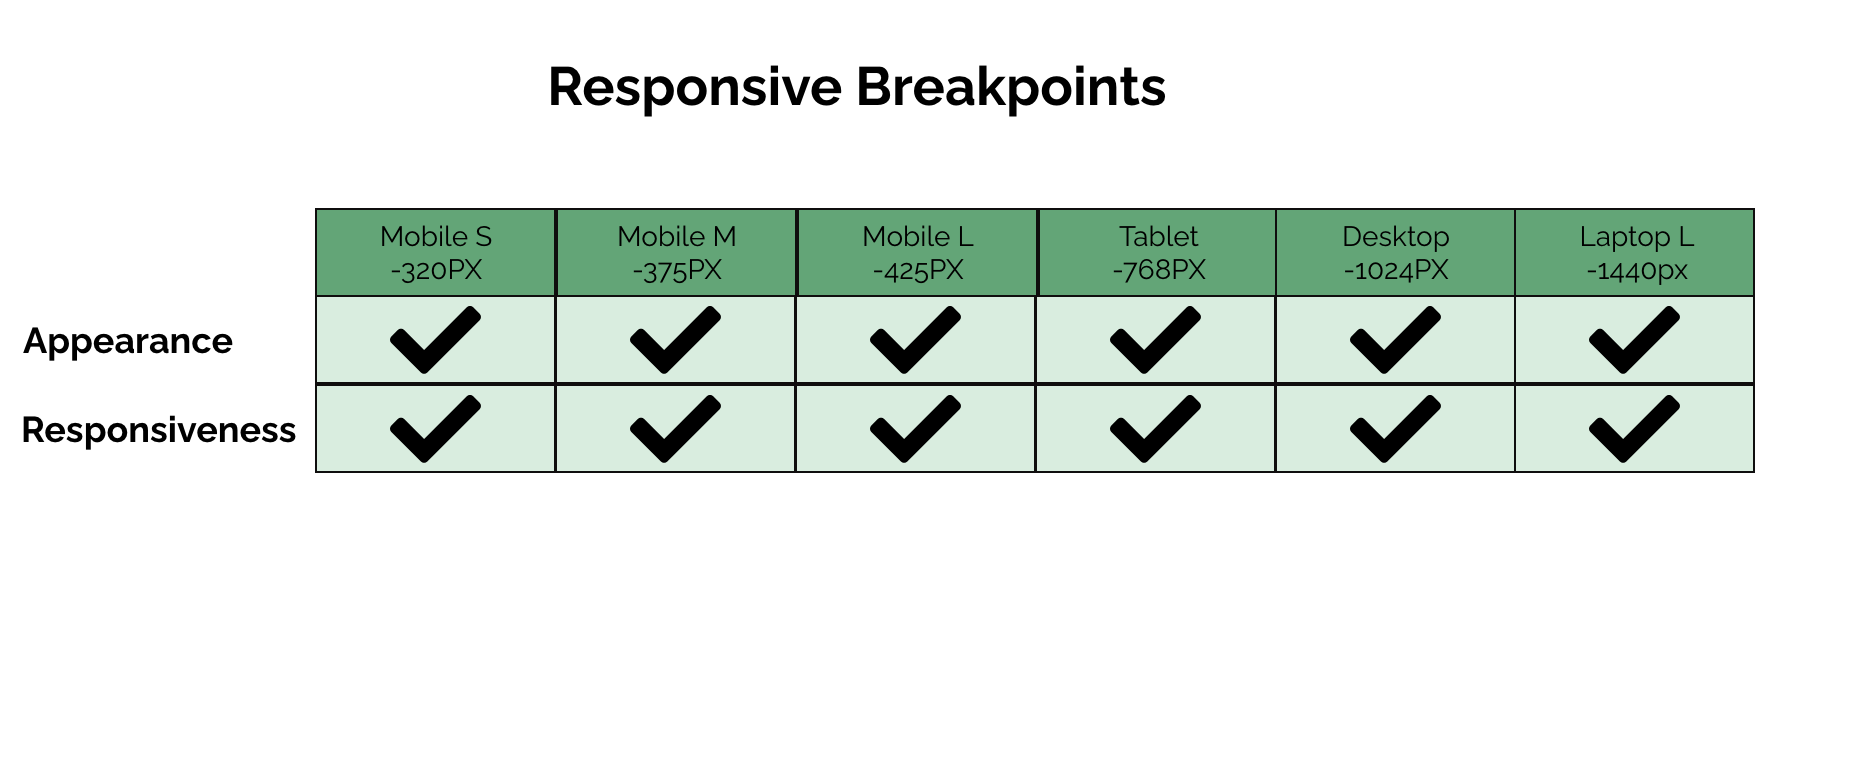 Responsive Breakpoints
Mobile S
-320PX
Mobile M
-375PX
Mobile L
-425PX
Tablet
-768PX
Desktop
-1024PX
Laptop L
-1440px
Appearance
Responsiveness